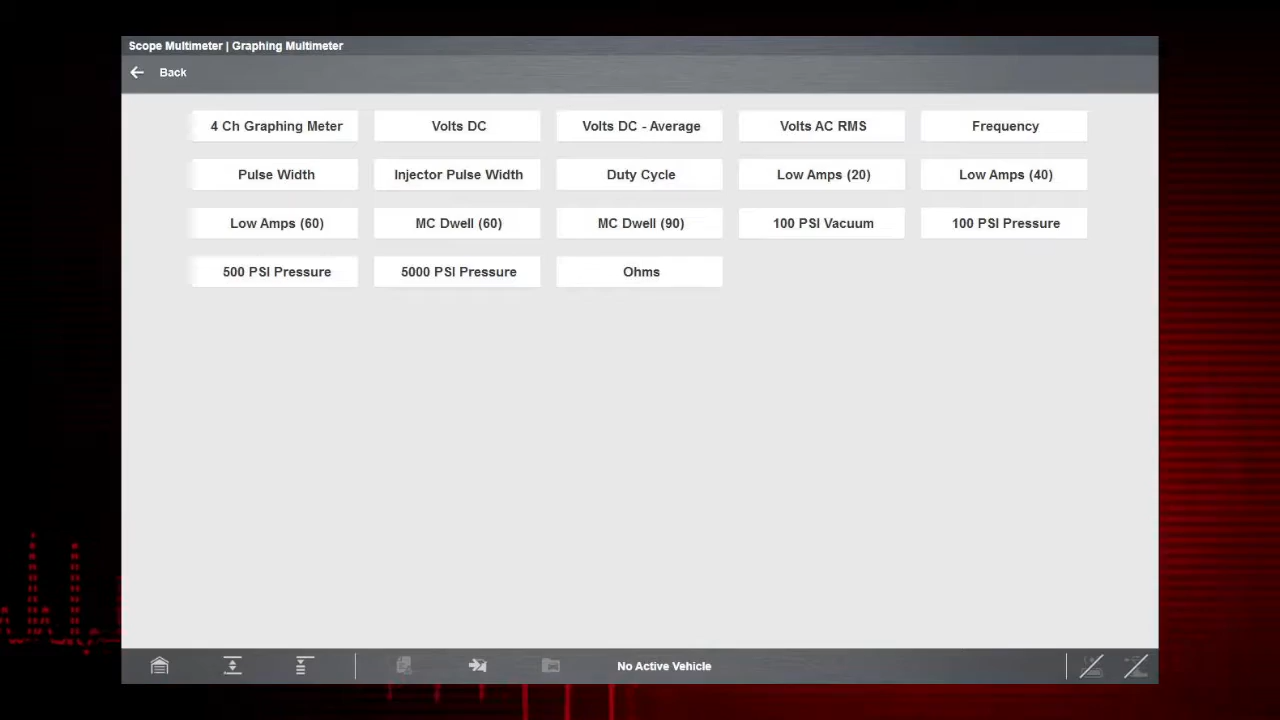 Scope Multimeter | Graphing Multimeter
Back
4 Ch Graphing Meter
Volts DC
Volts DC - Average
Volts AC RMS
Frequency
Pulse Width
Injector Pulse Width
Duty Cycle
Low Amps (20)
Low Amps (40)
Low Amps (60)
MC Dwell (60)
MC Dwell (90)
100 PSI Vacuum
100 PSI Pressure
500 PSI Pressure
5000 PSI Pressure
Ohms
No Active Vehicle